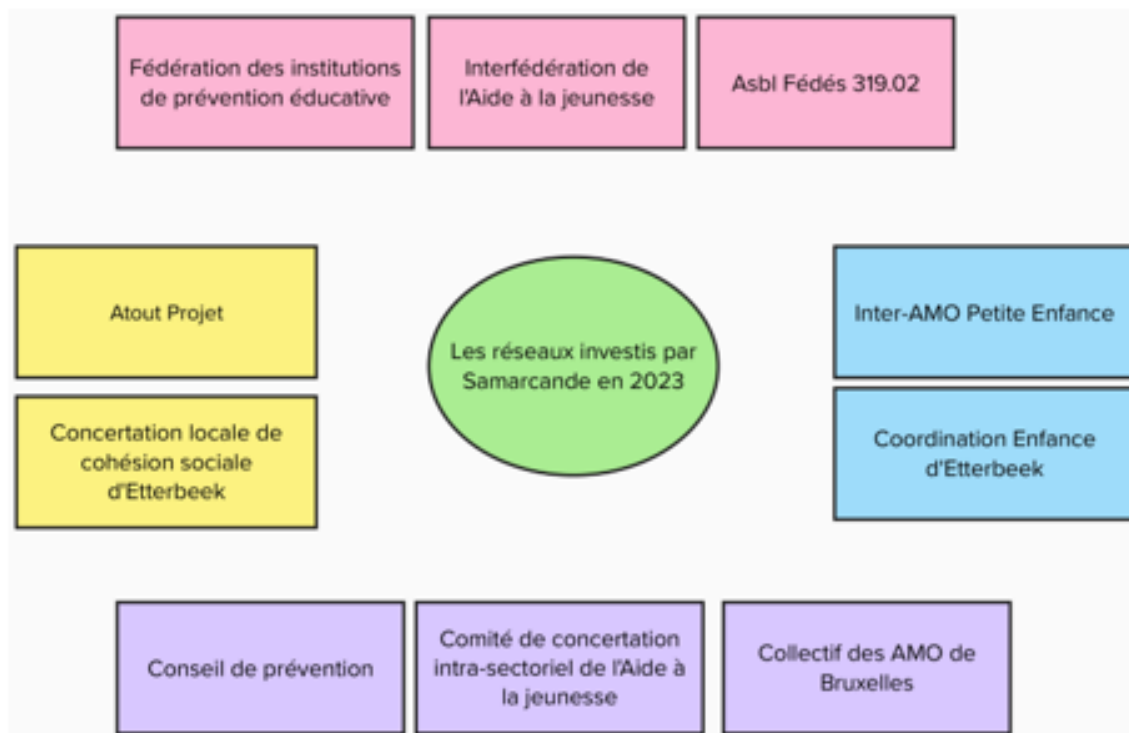 Fédération des institutions
de prévention éducative
Interfédération de
l'Aide à la jeunesse
Asbl Fédés 319.02
Atout Projet
Concertation locale de
cohésion sociale
d'Etterbeek
Les réseaux investis par
Samarcande en 2023
Inter-AMO Petite Enfance
Coordination Enfance
d'Etterbeek
Conseil de prévention
Comité de concertation
intra-sectoriel de l'Aide à
la jeunesse
Collectif des AMO de
Bruxelles